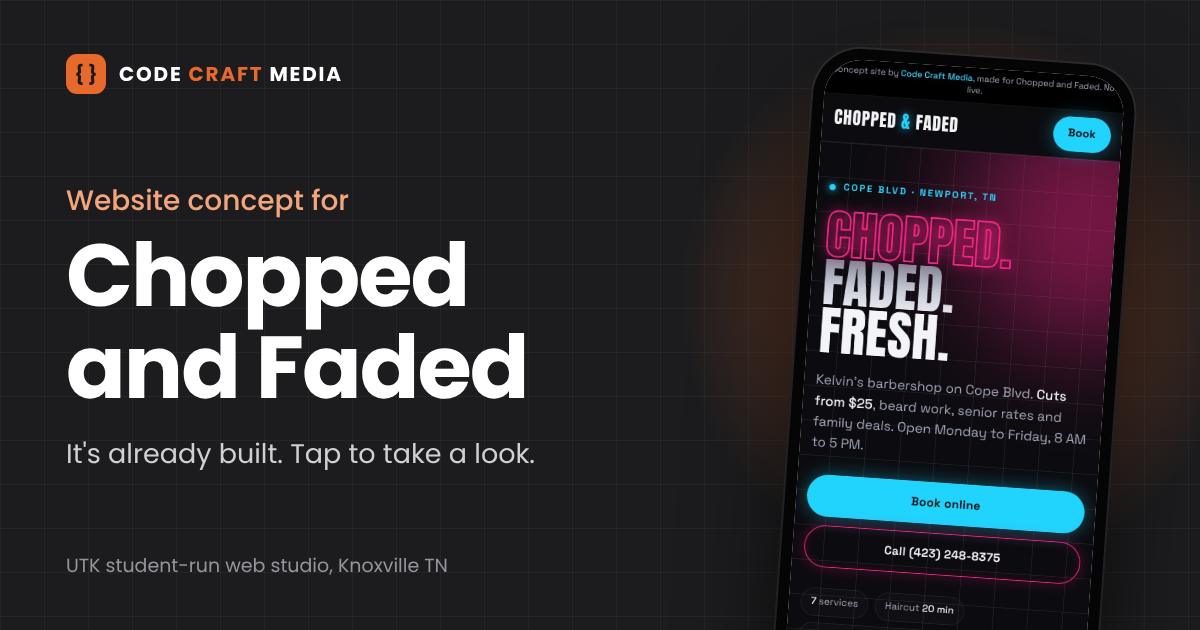 { } CODE CRAFT MEDIA
Website concept for
Chopped
and Faded
It's already built. Tap to take a look.
UTK student-run web studio, Knoxville TN
concept site by Code Craft Media, made for Chopped and Faded.
live.
CHOPPED & FADED
Book
COPE BLVD · NEWPORT, TN
CHOPPED.
FADED.
FRESH.
Kelvin's barbershop on Cope Blvd. Cuts
from $25, beard work, senior rates and
family deals. Open Monday to Friday, 8 AM
to 5 PM.
Book online
Call (423) 248-8375
7 services
Haircut 20 min